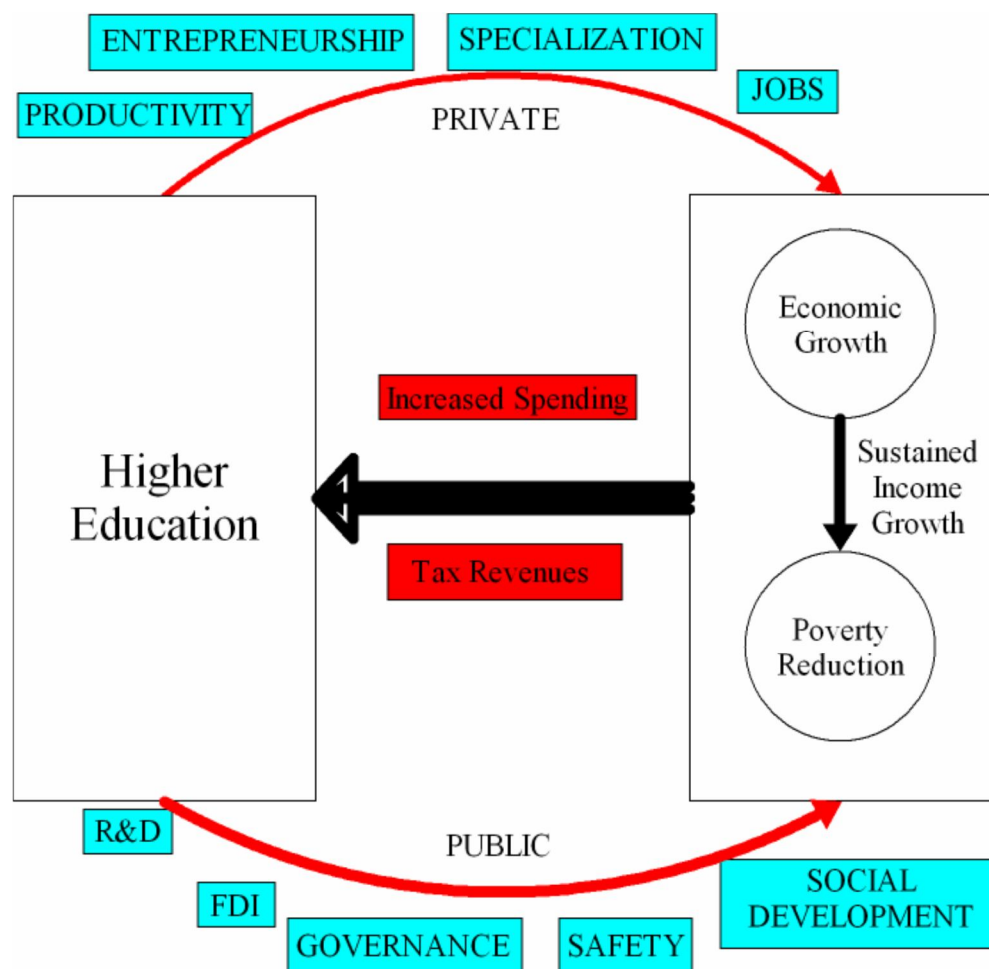 ENTREPRENEURSHIP
SPECIALIZATION
JOBS
PRODUCTIVITY
PRIVATE
Economic
Growth
Increased Spending
Sustained
Income
Growth
Higher
Education
Tax Revenues
Poverty
Reduction
R&D
PUBLIC
SOCIAL
DEVELOPMENT
FDI
GOVERNANCE
SAFETY